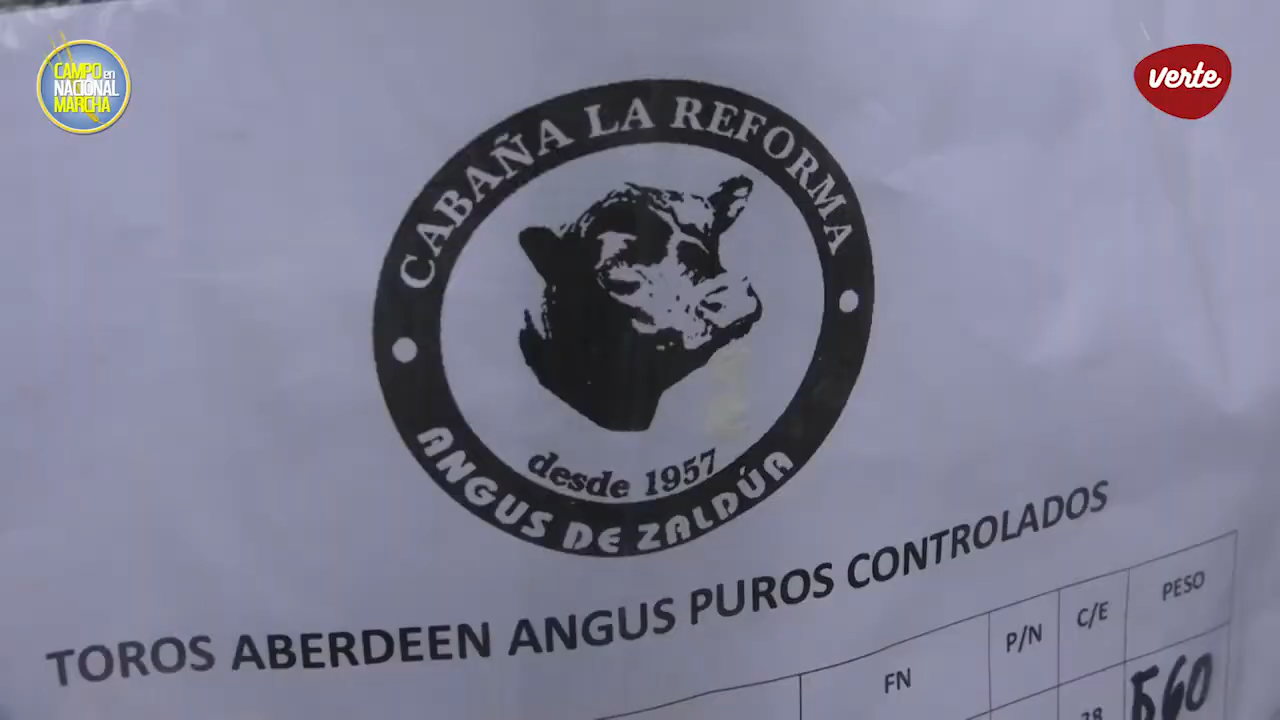 CAMPO en
NACIONAL
MARCHA
verte
CABAÑA LA REFORMA
desde 1957
ANGUS DE ZALDÚA
TOROS ABERDEEN ANGUS PUROS CONTROLADOS
FN P/N C/E PESO
38 560